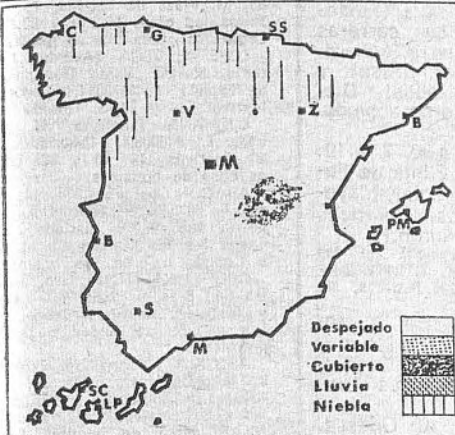 C G SS
V Z B
M
PM
B
S
M
SC
LP
Despejado
Variable
Cubierto
Lluvia
Niebla